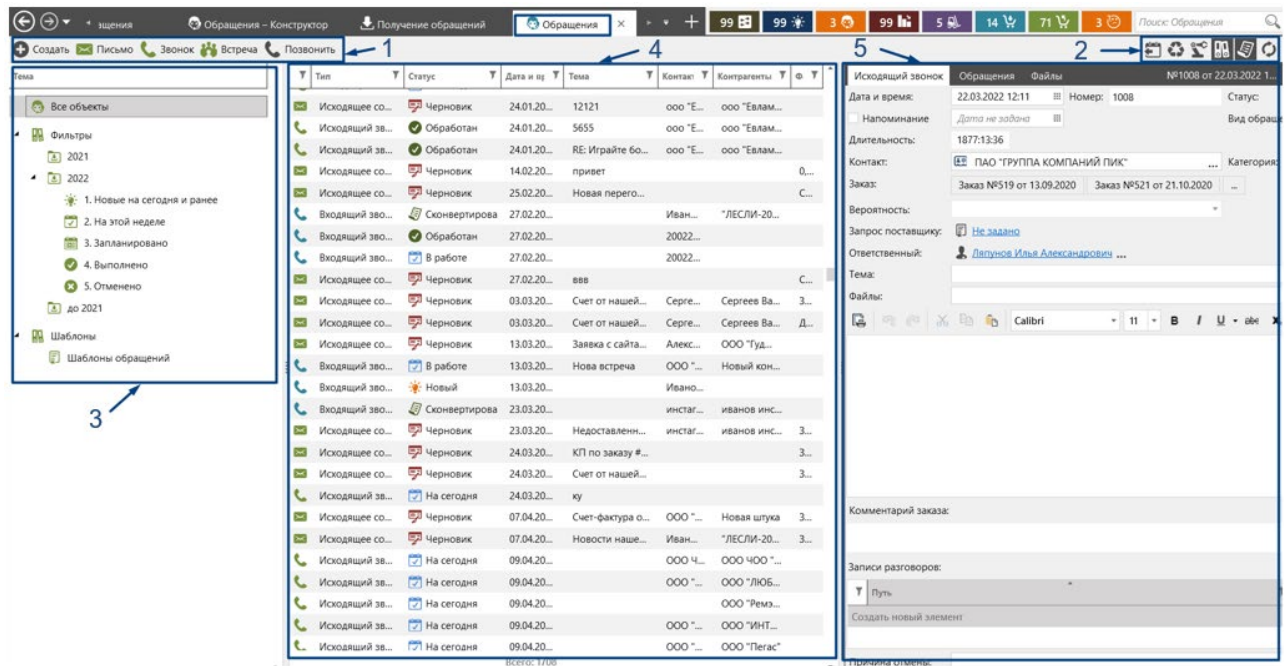 зщения Обращения – Конструктор Получение обращений Обращения 99 99 3 99 5 14 71 3 Поиск: Обращения
Создать Письмо Звонок Встреча Позвонить 1 4 5 2
Тема
Все объекты
Фильтры
2021
2022
1. Новые на сегодня и ранее
2. На этой неделе
3. Запланировано
4. Выполнено
5. Отменено
до 2021
Шаблоны
Шаблоны обращений
3
Тип Статус Дата и вр Тема Контакт Контрагенты Ф
Исходящее со... Черновик 24.01.20... 12121 ооо "Е... ооо "Евлам...
Исходящий зв... Обработан 24.01.20... 5655 ооо "Е... ооо "Евлам...
Исходящий зв... Обработан 24.01.20... RE: Играйте бо... ооо "Е... ооо "Евлам...
Исходящее со... Черновик 14.02.20... привет 0,...
Исходящее со... Черновик 25.02.20... Новая перего... С...
Входящий зво... Сконвертирова 27.02.20... Иван... "ЛЕСЛИ-20...
Входящий зво... Обработан 27.02.20... 20022...
Входящий зво... В работе 27.02.20... 20022...
Исходящее со... Черновик 27.02.20... ввв С...
Исходящее со... Черновик 03.03.20... Счет от нашей... Серге... Сергеев Ва... З...
Исходящее со... Черновик 03.03.20... Счет от нашей... Серге... Сергеев Ва... Д...
Исходящее со... Черновик 13.03.20... Заявка с сайта... Алекс... ООО "Гуд...
Входящий зво... В работе 13.03.20... Нова встреча ООО "... Новый кон...
Входящий зво... Новый 13.03.20... Ивано...
Входящий зво... Сконвертирова 23.03.20... инстаг... иванов инс...
Исходящее со... Черновик 23.03.20... Недоставленн... инстаг... иванов инс... З...
Исходящее со... Черновик 24.03.20... КП по заказу #... З...
Исходящее со... Черновик 24.03.20... Счет от нашей... З...
Исходящий зв... На сегодня 24.03.20... ку
Исходящее со... Черновик 07.04.20... Счет-фактура о... ООО "... Новая штука З...
Исходящее со... Черновик 07.04.20... Новости наше... Иван... "ЛЕСЛИ-20... З...
Исходящий зв... На сегодня 09.04.20... ООО Ч... ООО ЧОО "...
Исходящий зв... На сегодня 09.04.20... ООО "... ООО "ЛЮБ...
Исходящий зв... На сегодня 09.04.20... ООО "Ремэ...
Исходящий зв... На сегодня 09.04.20... ООО "... ООО "ИНТ...
Исходящий зв... На сегодня 09.04.20... ООО "... ООО "Пегас"
Всего: 1708
Исходящий звонок Обращения Файлы №1008 от 22.03.2022 1...
Дата и время: 22.03.2022 12:11 Номер: 1008 Статус:
Напоминание Дата не задана Вид обраще
Длительность: 1877:13:36
Контакт: ПАО "ГРУППА КОМПАНИЙ ПИК" ... Категория:
Заказ: Заказ №519 от 13.09.2020 Заказ №521 от 21.10.2020 ...
Вероятность:
Запрос поставщику: Не задано
Ответственный: Ляпунов Илья Александрович ...
Тема:
Файлы:
Calibri 11 B I U abc X
Комментарий заказа:
Записи разговоров:
Путь
Создать новый элемент
Причина отмены: